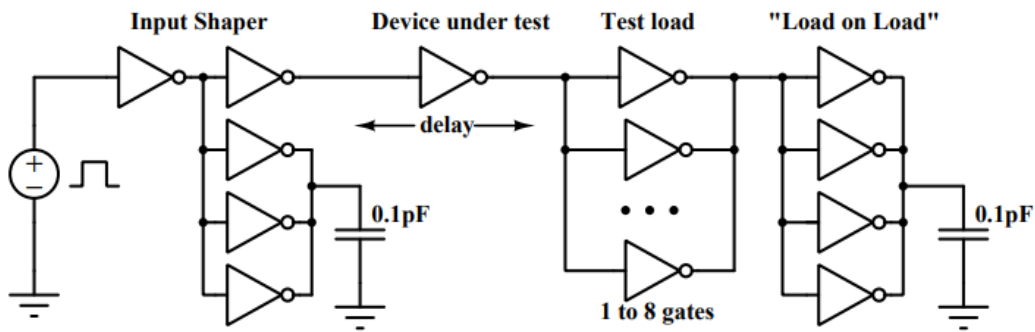 Input Shaper
Device under test
Test load
"Load on Load"
delay
+
−
0.1pF
0.1pF
1 to 8 gates